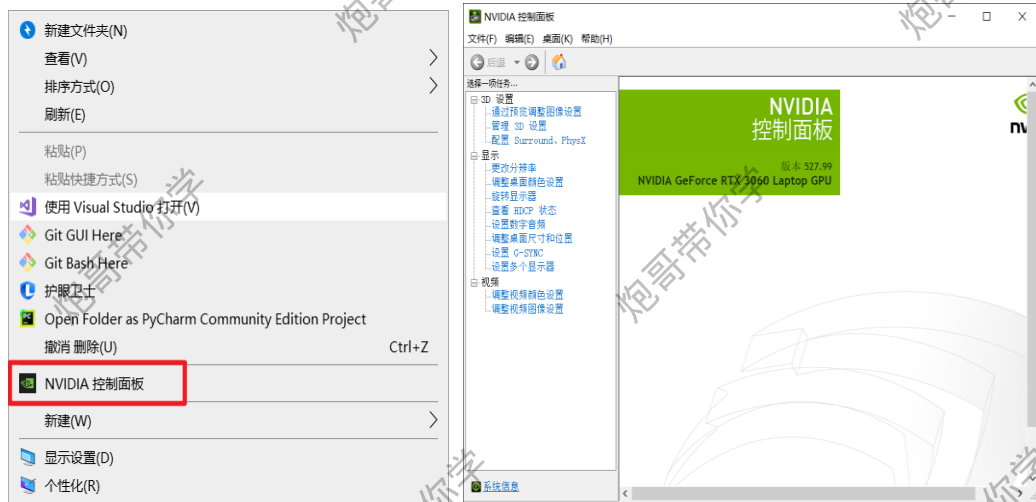 新建文件夹(N)
查看(V)
排序方式(O)
刷新(E)
粘贴(P)
粘贴快捷方式(S)
使用 Visual Studio 打开(V)
Git GUI Here
Git Bash Here
护眼卫士
Open Folder as PyCharm Community Edition Project
撤消 删除(U) Ctrl+Z
NVIDIA 控制面板
新建(W)
显示设置(D)
个性化(R)
NVIDIA 控制面板
文件(F) 编辑(E) 桌面(K) 帮助(H)
后退
选择一项任务...
3D 设置
通过预览调整图像设置
管理 3D 设置
配置 Surround、PhysX
显示
更改分辨率
调整桌面颜色设置
旋转显示器
查看 HDCP 状态
设置数字音频
调整桌面尺寸和位置
设置 G-SYNC
设置多个显示器
视频
调整视频颜色设置
调整视频图像设置
系统信息
NVIDIA
控制面板
版本 527.99
NVIDIA GeForce RTX 3060 Laptop GPU
炮哥带你学
炮哥带你学